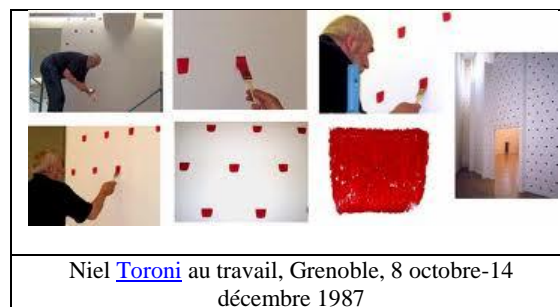 Niel Toroni au travail, Grenoble, 8 octobre-14
décembre 1987